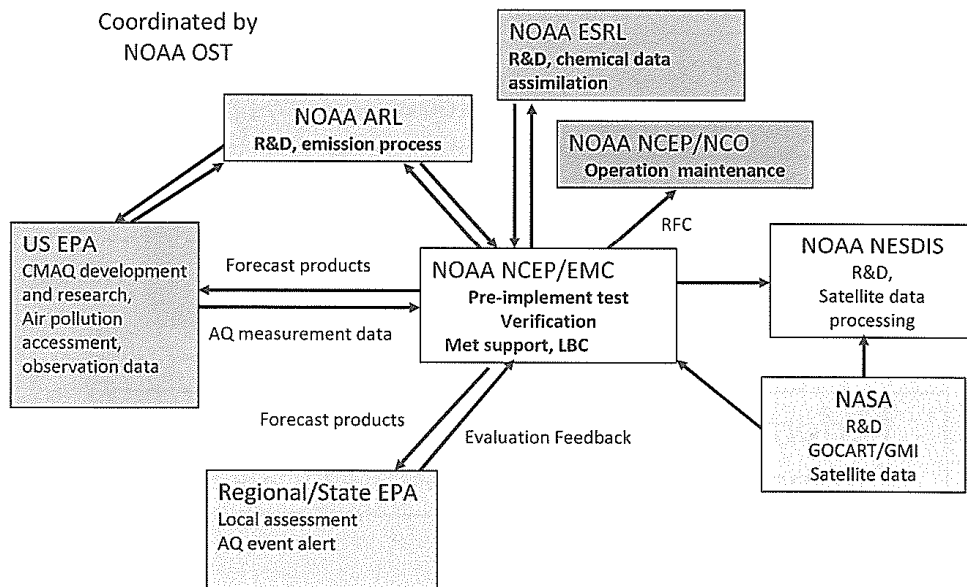 Coordinated by
NOAA OST
NOAA ESRL
R&D, chemical data
assimilation
NOAA ARL
R&D, emission process
NOAA NCEP/NCO
Operation maintenance
RFC
US EPA
CMAQ development
and research,
Air pollution
assessment,
observation data
Forecast products
AQ measurement data
NOAA NCEP/EMC
Pre-implement test
Verification
Met support, LBC
NOAA NESDIS
R&D,
Satellite data
processing
NASA
R&D
GOCART/GMI
Satellite data
Forecast products
Evaluation Feedback
Regional/State EPA
Local assessment
AQ event alert